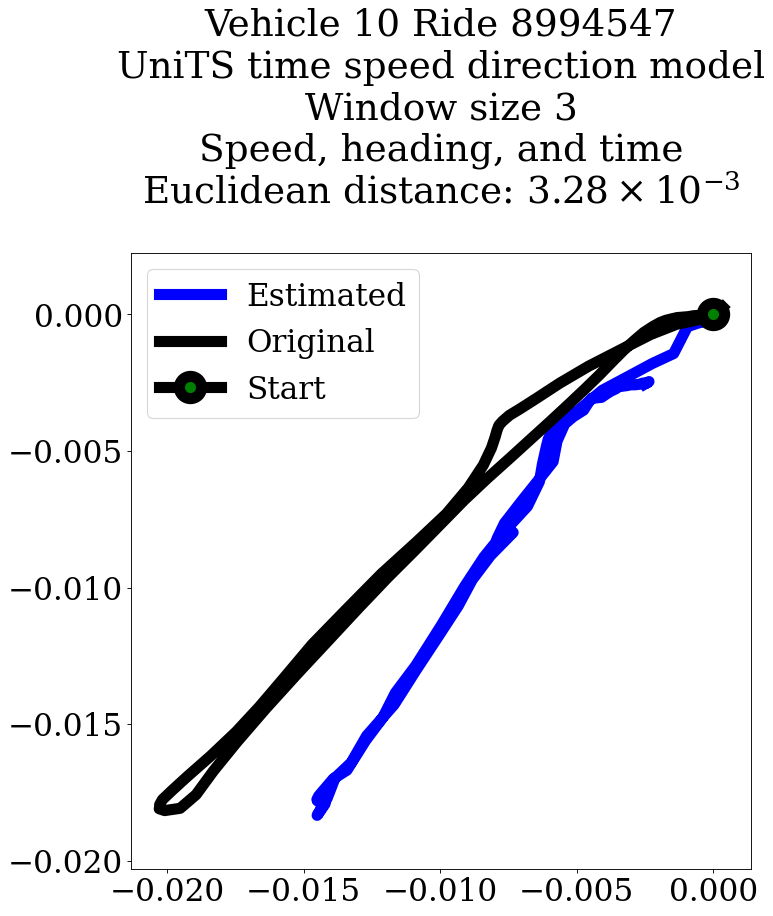 Vehicle 10 Ride 8994547
UniTS time speed direction model
Window size 3
Speed, heading, and time
Euclidean distance: 3.28 × 10⁻³
Estimated
Original
Start
0.000
−0.005
−0.010
−0.015
−0.020
−0.020 −0.015 −0.010 −0.005 0.000